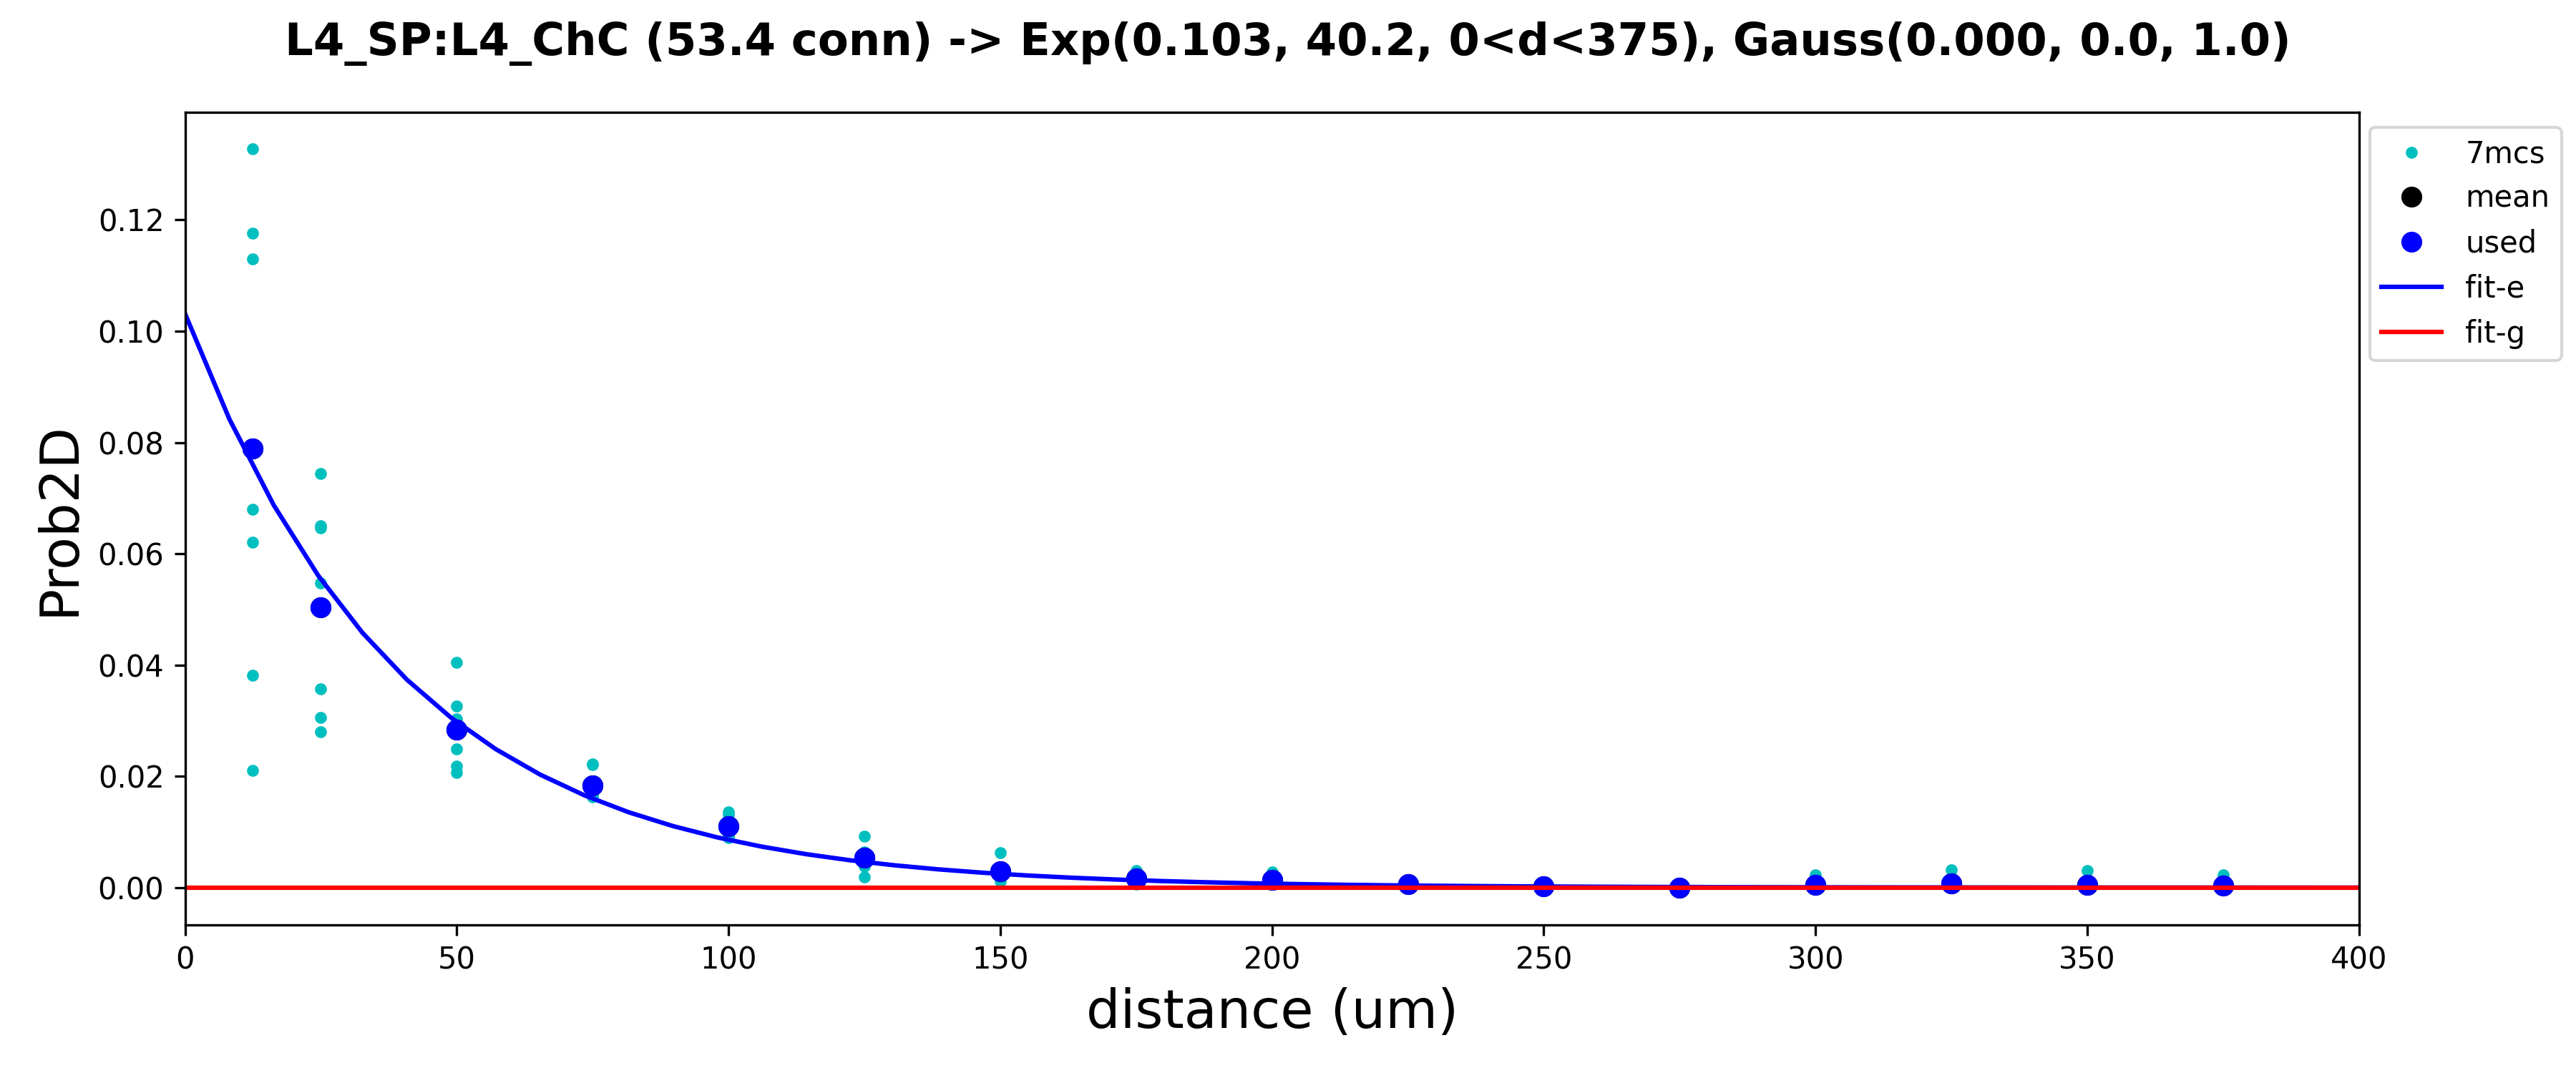 L4_SP:L4_ChC (53.4 conn) -> Exp(0.103, 40.2, 0<d<375), Gauss(0.000, 0.0, 1.0)
7mcs
mean
used
fit-e
fit-g
0.12
0.10
0.08
0.06
0.04
0.02
0.00
Prob2D
0 50 100 150 200 250 300 350 400
distance (um)